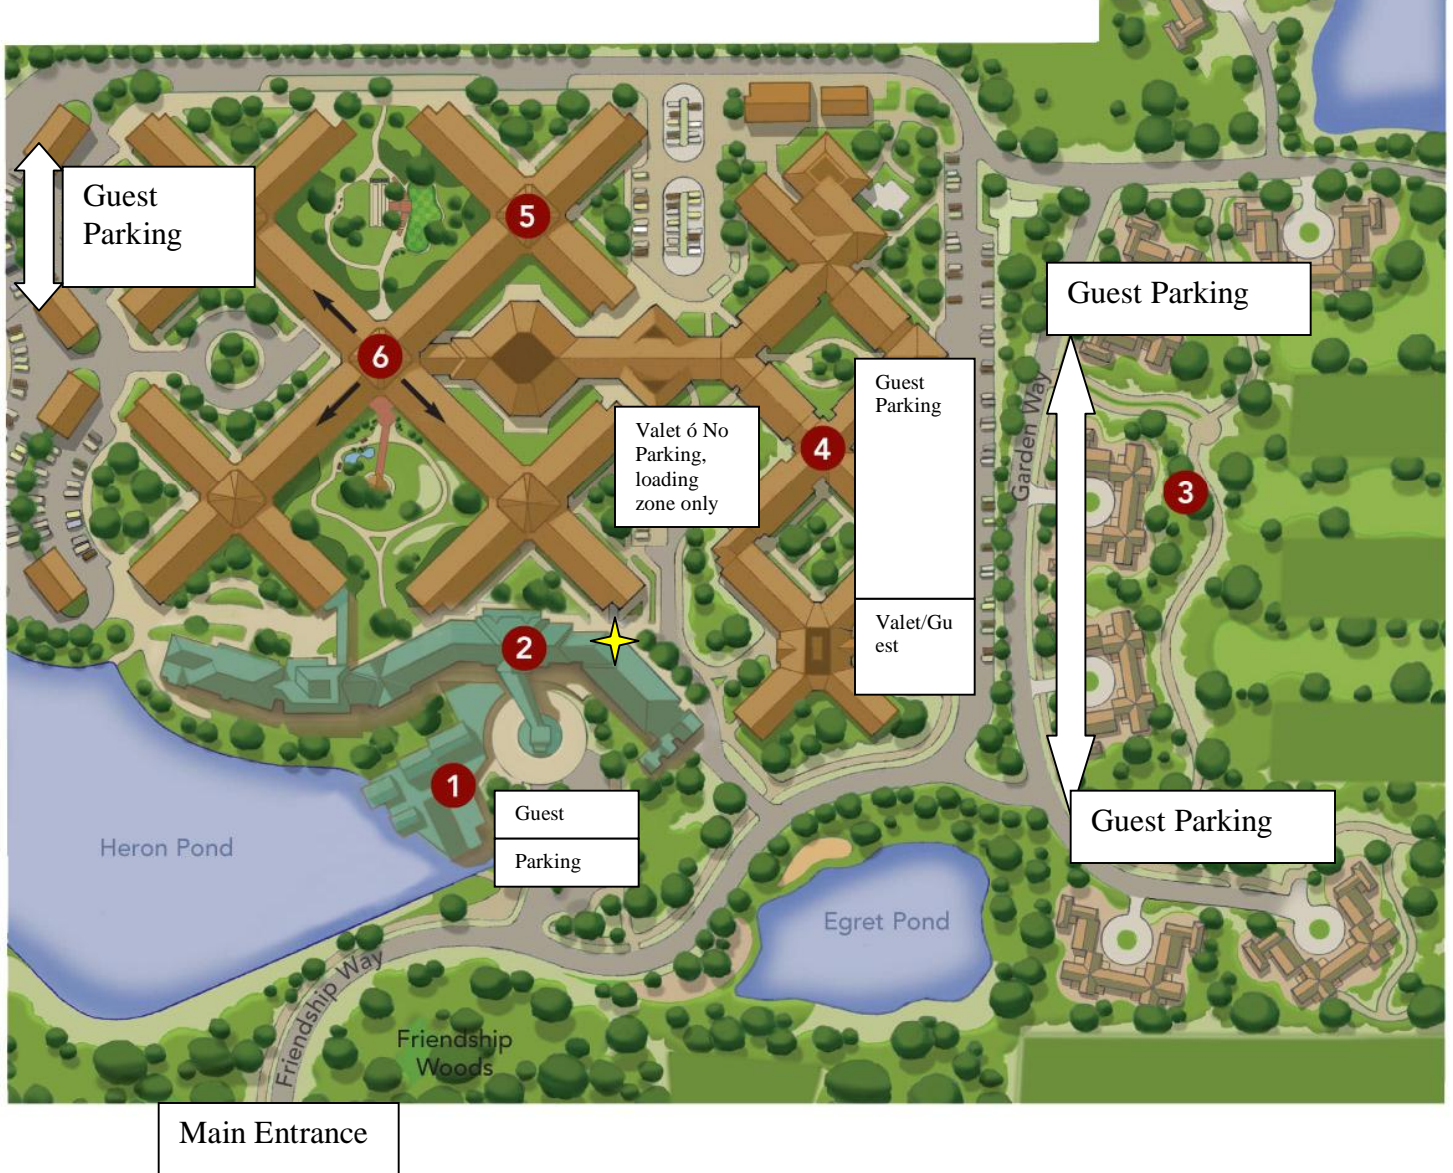 Guest
Parking
5
Guest Parking
6
Guest
Parking
Valet ó No
Parking,
loading
zone only
4
Garden Way
3
Valet/Gu
est
2
1
Guest
Parking
Guest Parking
Heron Pond
Egret Pond
Friendship Way
Friendship
Woods
Main Entrance